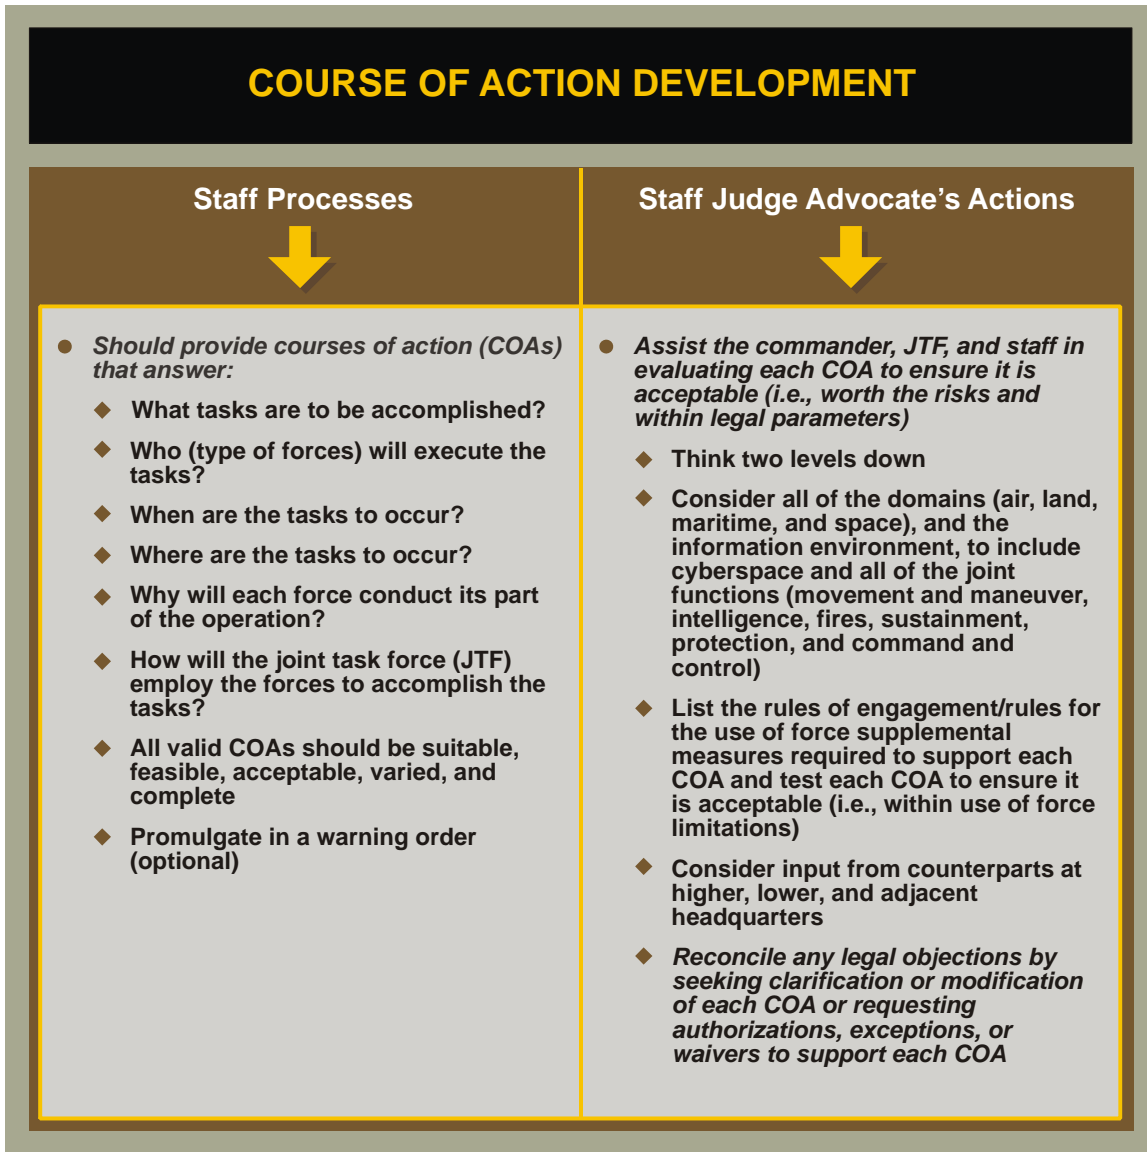 COURSE OF ACTION DEVELOPMENT
Staff Processes
Should provide courses of action (COAs)
that answer:
What tasks are to be accomplished?
Who (type of forces) will execute the
tasks?
When are the tasks to occur?
Where are the tasks to occur?
Why will each force conduct its part
of the operation?
How will the joint task force (JTF)
employ the forces to accomplish the
tasks?
All valid COAs should be suitable,
feasible, acceptable, varied, and
complete
Promulgate in a warning order
(optional)
Staff Judge Advocate’s Actions
Assist the commander, JTF, and staff in
evaluating each COA to ensure it is
acceptable (i.e., worth the risks and
within legal parameters)
Think two levels down
Consider all of the domains (air, land,
maritime, and space), and the
information environment, to include
cyberspace and all of the joint
functions (movement and maneuver,
intelligence, fires, sustainment,
protection, and command and
control)
List the rules of engagement/rules for
the use of force supplemental
measures required to support each
COA and test each COA to ensure it
is acceptable (i.e., within use of force
limitations)
Consider input from counterparts at
higher, lower, and adjacent
headquarters
Reconcile any legal objections by
seeking clarification or modification
of each COA or requesting
authorizations, exceptions, or
waivers to support each COA